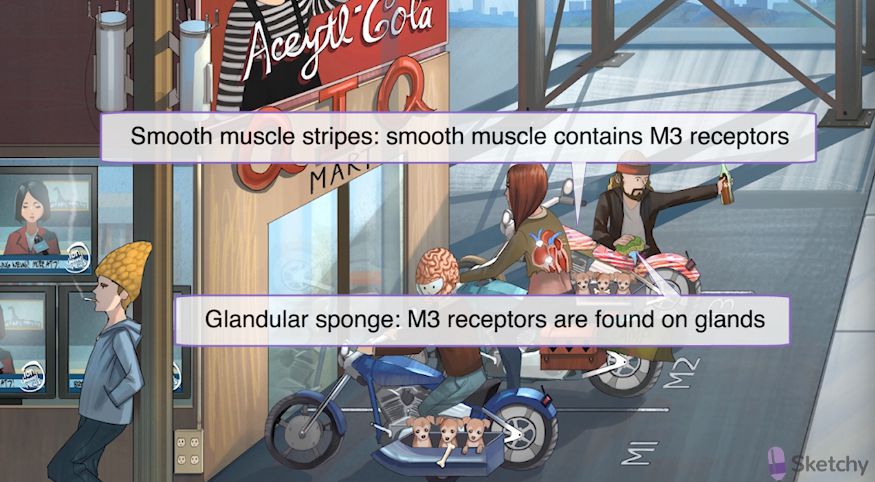 Aceytl-Cola
Smooth muscle stripes: smooth muscle contains M3 receptors
MART
Glandular sponge: M3 receptors are found on glands
M2
M1
Sketchy